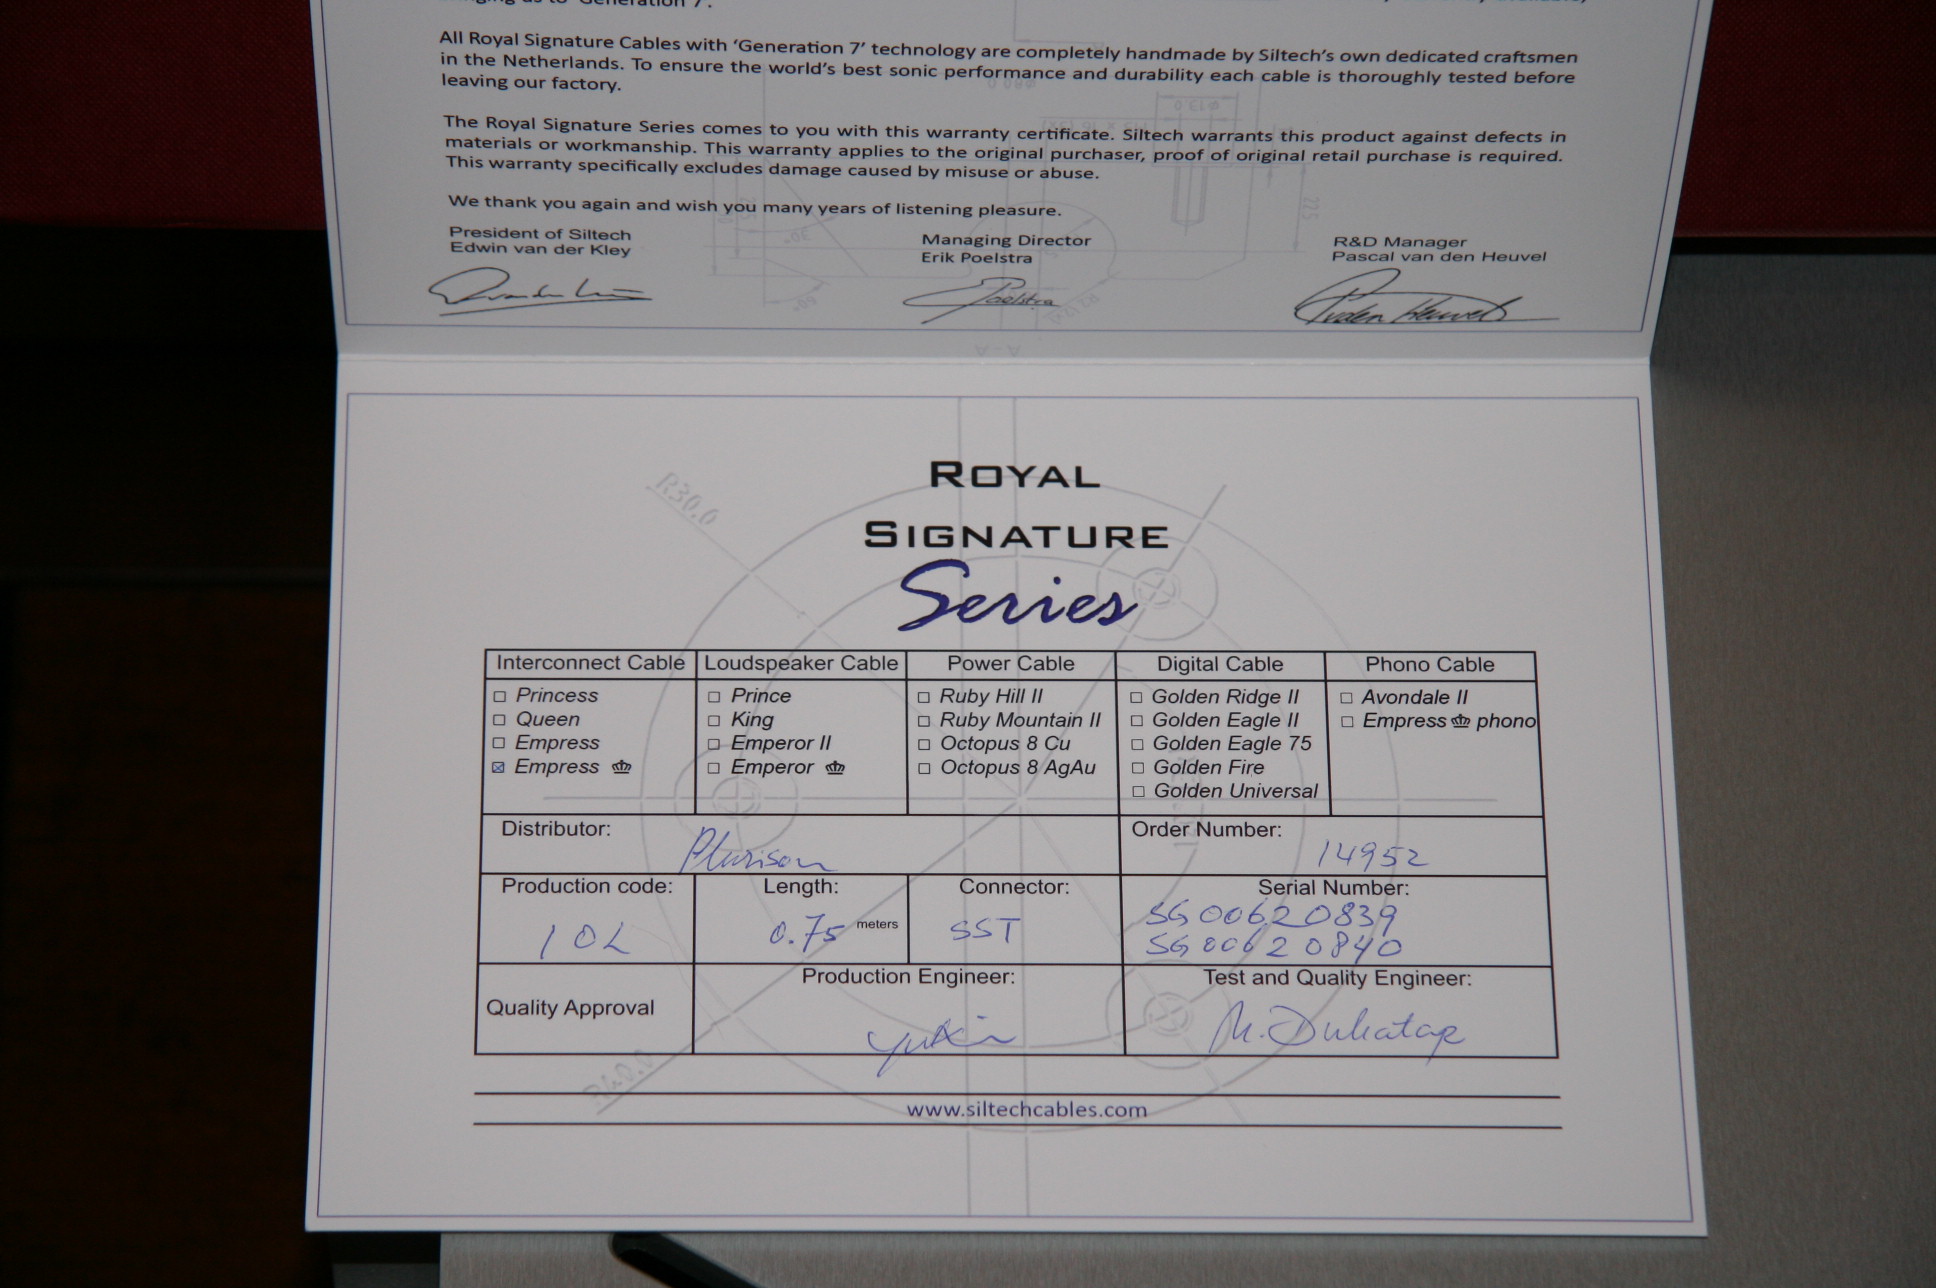 to 'Generation 7'.
All Royal Signature Cables with 'Generation 7' technology are completely handmade by Siltech's own dedicated craftsmen
in the Netherlands. To ensure the world's best sonic performance and durability each cable is thoroughly tested before
leaving our factory.
The Royal Signature Series comes to you with this warranty certificate. Siltech warrants this product against defects in
materials or workmanship. This warranty applies to the original purchaser, proof of original retail purchase is required.
This warranty specifically excludes damage caused by misuse or abuse.
We thank you again and wish you many years of listening pleasure.
President of Siltech
Edwin van der Kley
Managing Director
Erik Poelstra
R&D Manager
Pascal van den Heuvel
Poelstra
ROYAL
SIGNATURE
Series
R30.0
Interconnect Cable Loudspeaker Cable Power Cable Digital Cable Phono Cable
☐ Princess ☐ Prince ☐ Ruby Hill II ☐ Golden Ridge II ☐ Avondale II
☐ Queen ☐ King ☐ Ruby Mountain II ☐ Golden Eagle II ☐ Empress phono
☐ Empress ☐ Emperor II ☐ Octopus 8 Cu ☐ Golden Eagle 75
☒ Empress ☐ Emperor ☐ Octopus 8 AgAu ☐ Golden Fire
☐ Golden Universal
Distributor: Plurison Order Number: 14952
Production code: Length: Connector: Serial Number:
10L 0.75 meters SST SG00620839
SG00620840
Quality Approval Production Engineer: Test and Quality Engineer:
R40.0
www.siltechcables.com